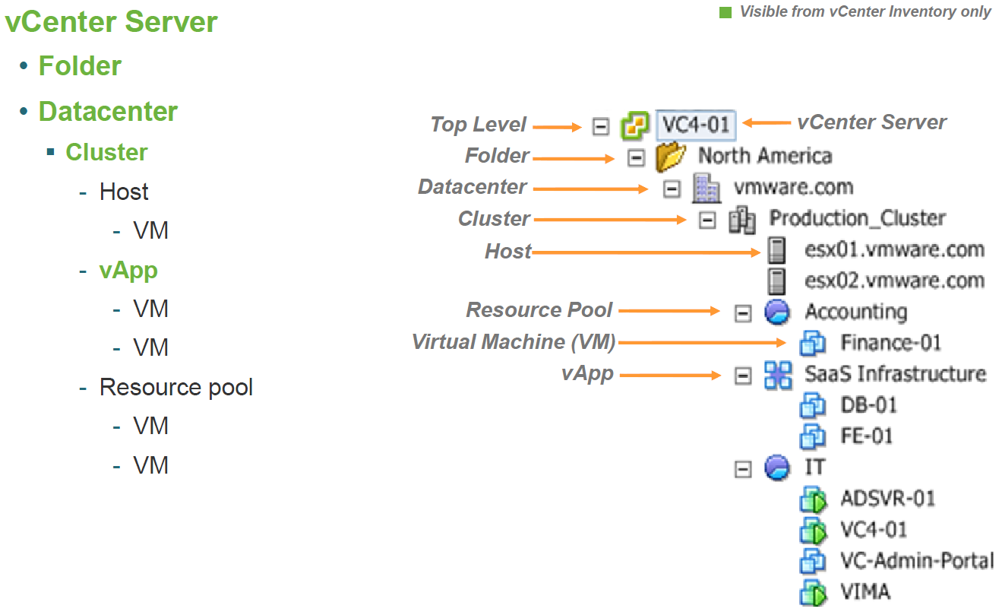 Visible from vCenter Inventory only
vCenter Server
• Folder
• Datacenter
▪ Cluster
- Host
- VM
- vApp
- VM
- VM
- Resource pool
- VM
- VM
Top Level VC4-01 vCenter Server
Folder North America
Datacenter vmware.com
Cluster Production_Cluster
Host esx01.vmware.com
esx02.vmware.com
Resource Pool Accounting
Virtual Machine (VM) Finance-01
vApp SaaS Infrastructure
DB-01
FE-01
IT
ADSVR-01
VC4-01
VC-Admin-Portal
VIMA